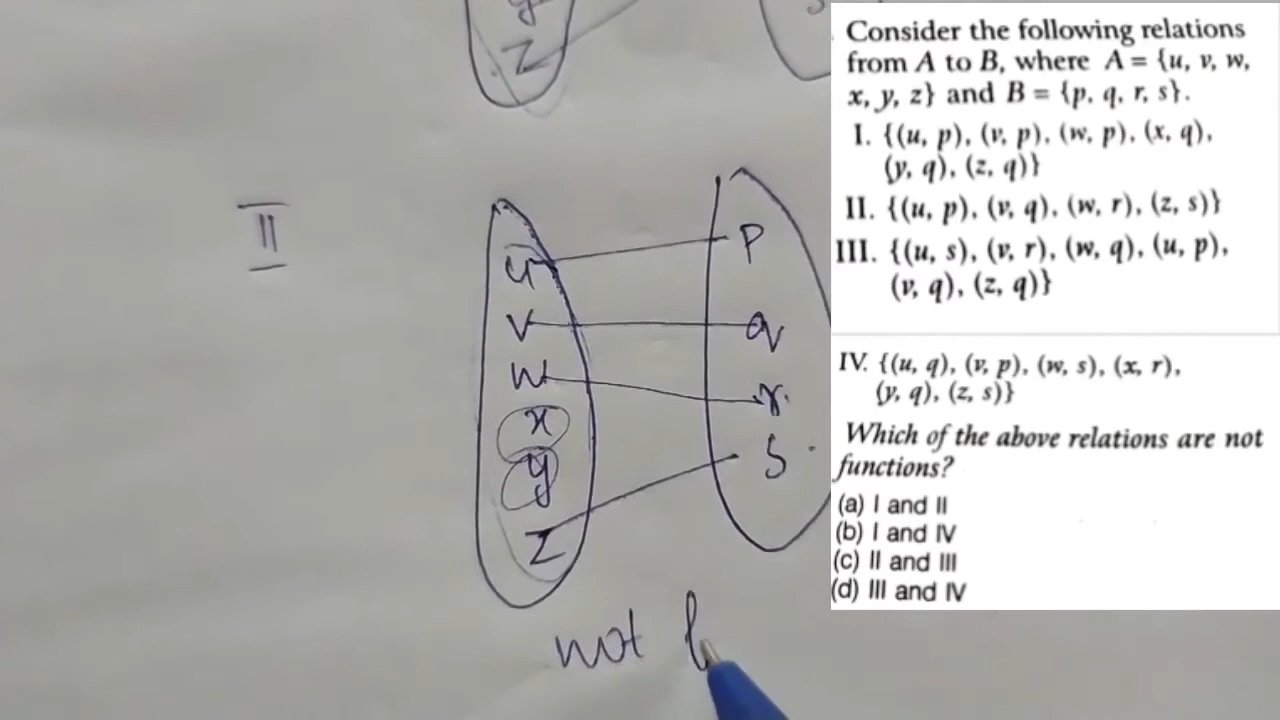 y
z
S
II
u
v
w
x
y
z
p
q
r
s
not
Consider the following relations
from A to B, where A = {u, v, w,
x, y, z} and B = {p, q, r, s}.
I. {(u, p), (v, p), (w, p), (x, q),
(y, q), (z, q)}
II. {(u, p), (v, q), (w, r), (z, s)}
III. {(u, s), (v, r), (w, q), (u, p),
(v, q), (z, q)}
IV. {(u, q), (v, p), (w, s), (x, r),
(y, q), (z, s)}
Which of the above relations are not
functions?
(a) I and II
(b) I and IV
(c) II and III
(d) III and IV